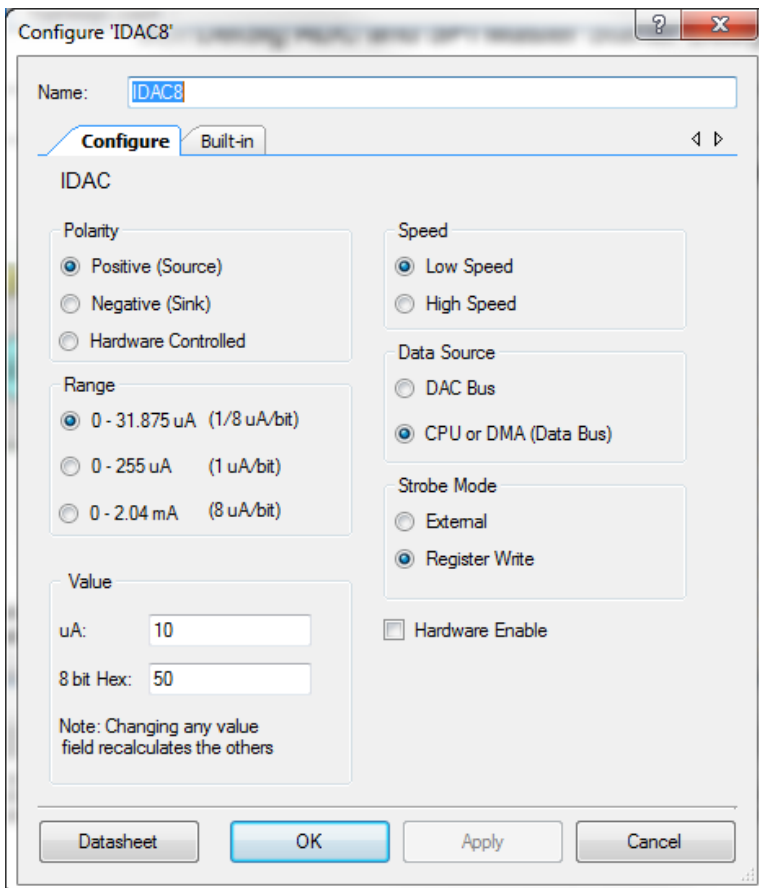 Configure 'IDAC8'
?
Name: IDAC8
Configure Built-in
IDAC
Polarity
Positive (Source)
Negative (Sink)
Hardware Controlled
Range
0 - 31.875 uA (1/8 uA/bit)
0 - 255 uA (1 uA/bit)
0 - 2.04 mA (8 uA/bit)
Value
uA: 10
8 bit Hex: 50
Note: Changing any value
field recalculates the others
Speed
Low Speed
High Speed
Data Source
DAC Bus
CPU or DMA (Data Bus)
Strobe Mode
External
Register Write
Hardware Enable
Datasheet OK Apply Cancel